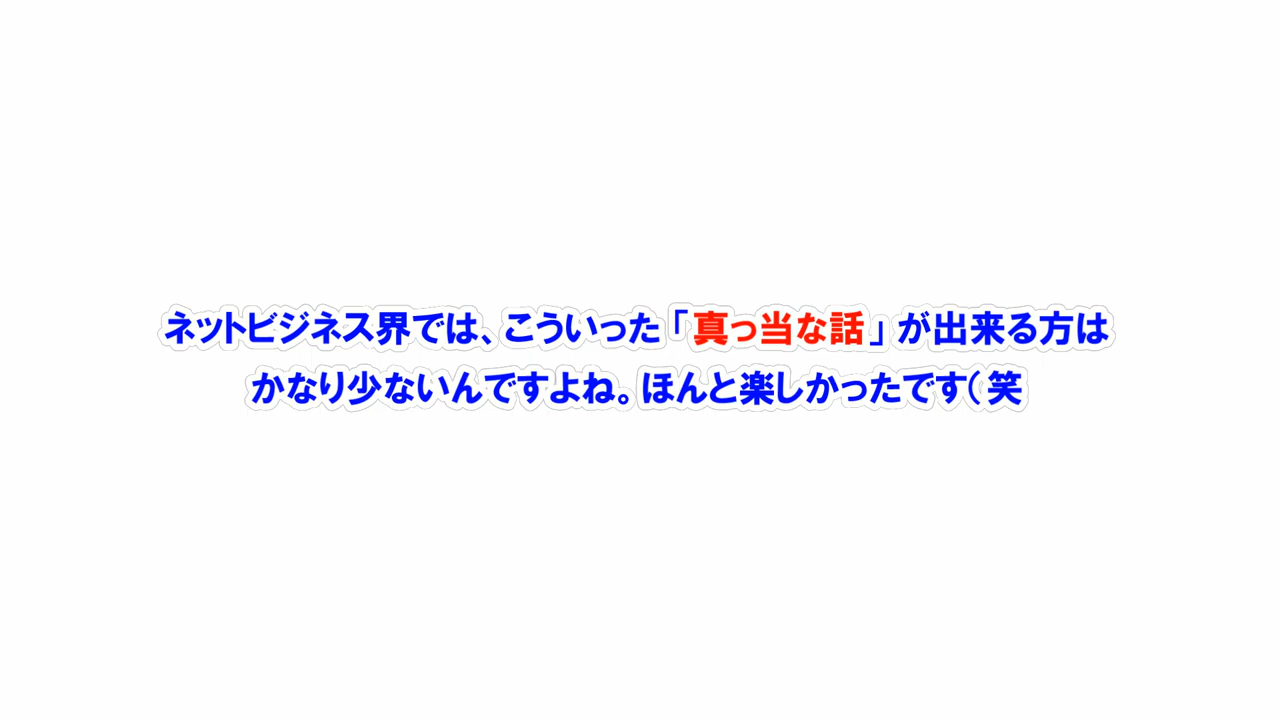 ネットビジネス界では、こういった「真っ当な話」が出来る方は
かなり少ないんですよね。ほんと楽しかったです（笑